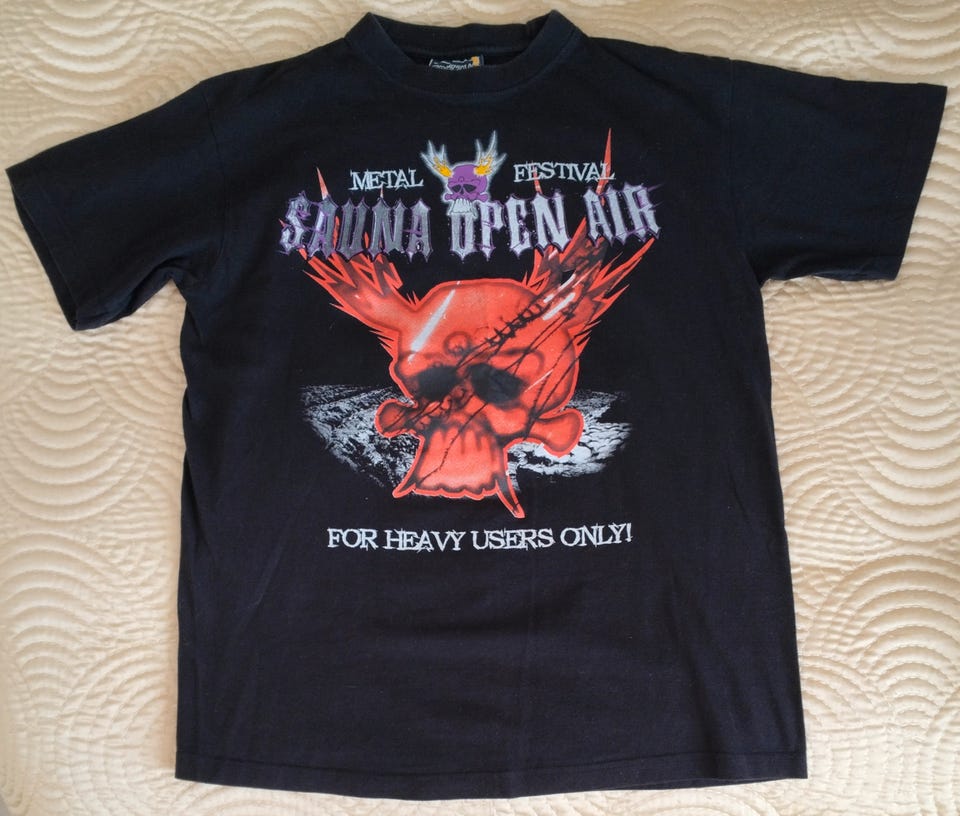 METAL FESTIVAL
SAUNA OPEN AIR
FOR HEAVY USERS ONLY!